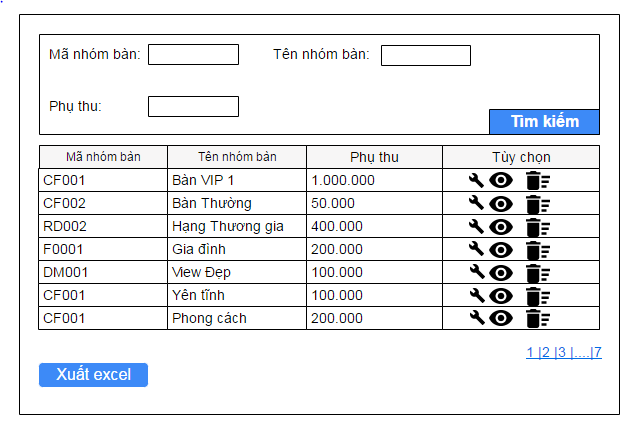 Mã nhóm bàn: Tên nhóm bàn:
Phụ thu:
Tìm kiếm
Mã nhóm bàn Tên nhóm bàn Phụ thu Tùy chọn
CF001 Bàn VIP 1 1.000.000
CF002 Bàn Thường 50.000
RD002 Hạng Thương gia 400.000
F0001 Gia đình 200.000
DM001 View Đẹp 100.000
CF001 Yên tĩnh 100.000
CF001 Phong cách 200.000
1 |2 |3 |....|7
Xuất excel